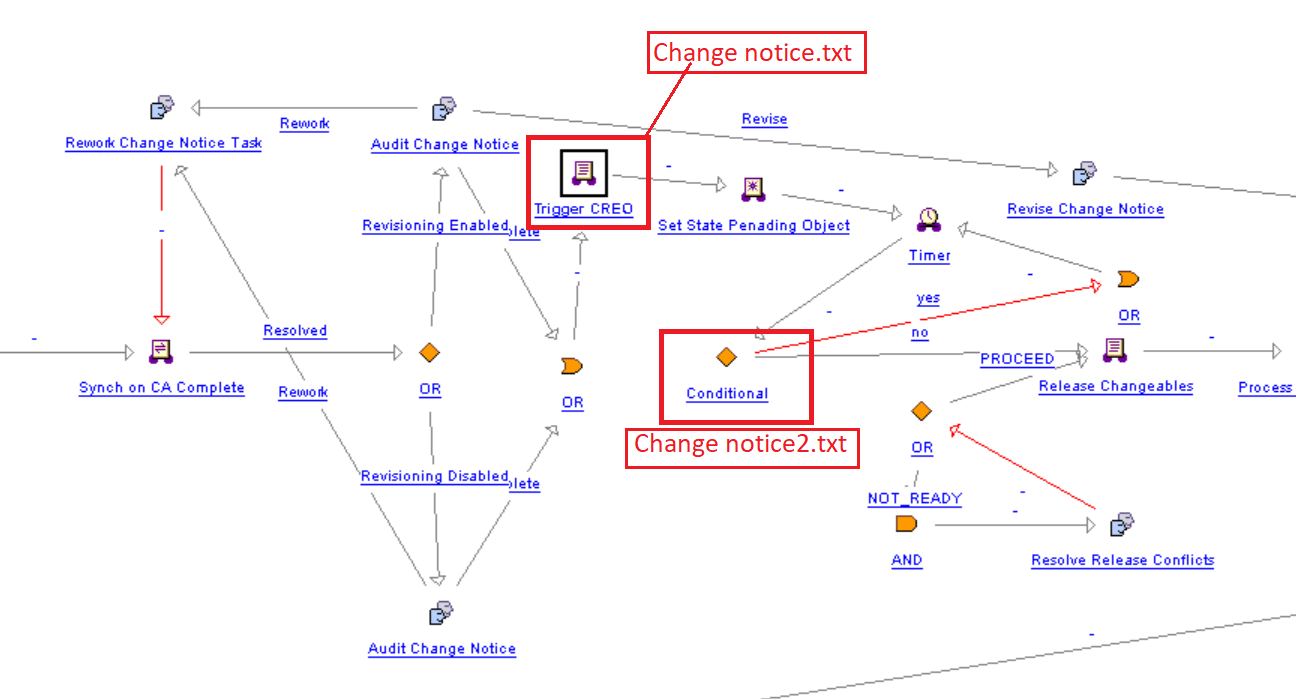 Change notice.txt
Rework
Revise
Rework Change Notice Task
Audit Change Notice
-
Trigger CREO
-
Revise Change Notice
Revisioning Enabled
plete
Set State Penading Object
-
Timer
-
-
yes
-
OR
-
Resolved
no
PROCEED
-
Synch on CA Complete
Rework
OR
OR
Conditional
Release Changeables
Process
Change notice2.txt
OR
Revisioning Disabled
plete
NOT_READY
-
-
AND
Resolve Release Conflicts
Audit Change Notice
-